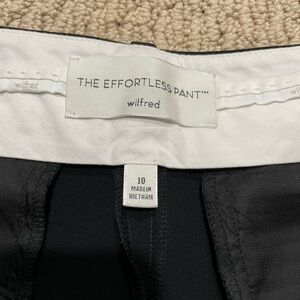 THE EFFORTLESS PANT™
wilfred
wilfred
10
MADE IN
VIETNAM